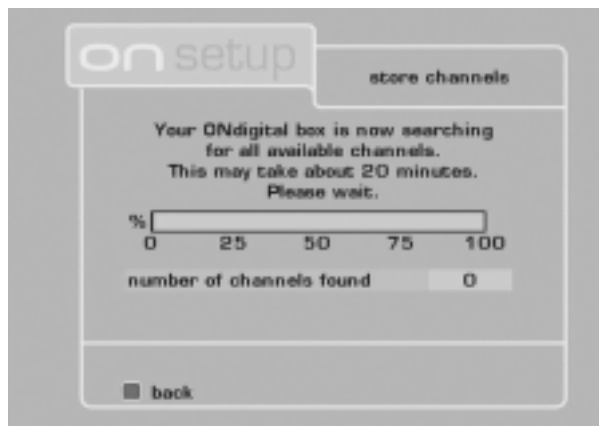 on setup
store channels
Your ONdigital box is now searching
for all available channels.
This may take about 20 minutes.
Please wait.
%
0 25 50 75 100
number of channels found 0
back